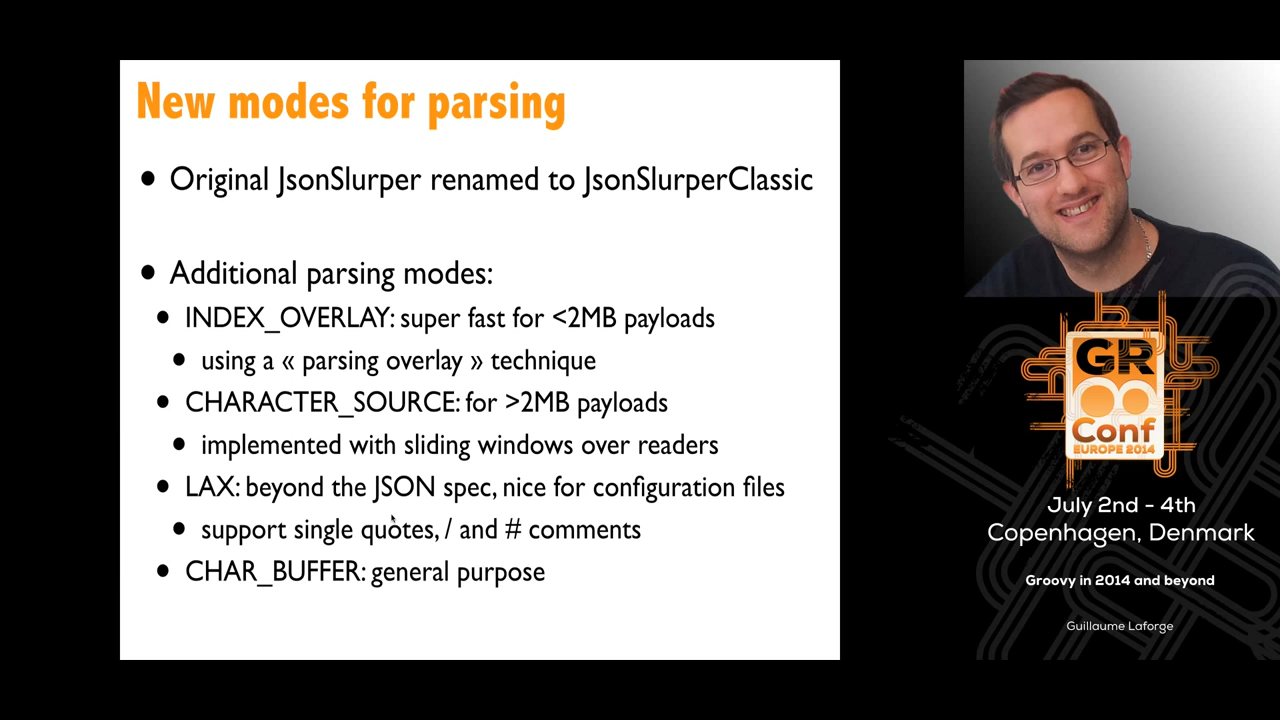 New modes for parsing
• Original JsonSlurper renamed to JsonSlurperClassic
• Additional parsing modes:
• INDEX_OVERLAY: super fast for <2MB payloads
• using a « parsing overlay » technique
• CHARACTER_SOURCE: for >2MB payloads
• implemented with sliding windows over readers
• LAX: beyond the JSON spec, nice for configuration files
• support single quotes, / and # comments
• CHAR_BUFFER: general purpose
GR8
Conf
EUROPE 2014
July 2nd - 4th
Copenhagen, Denmark
Groovy in 2014 and beyond
Guillaume Laforge